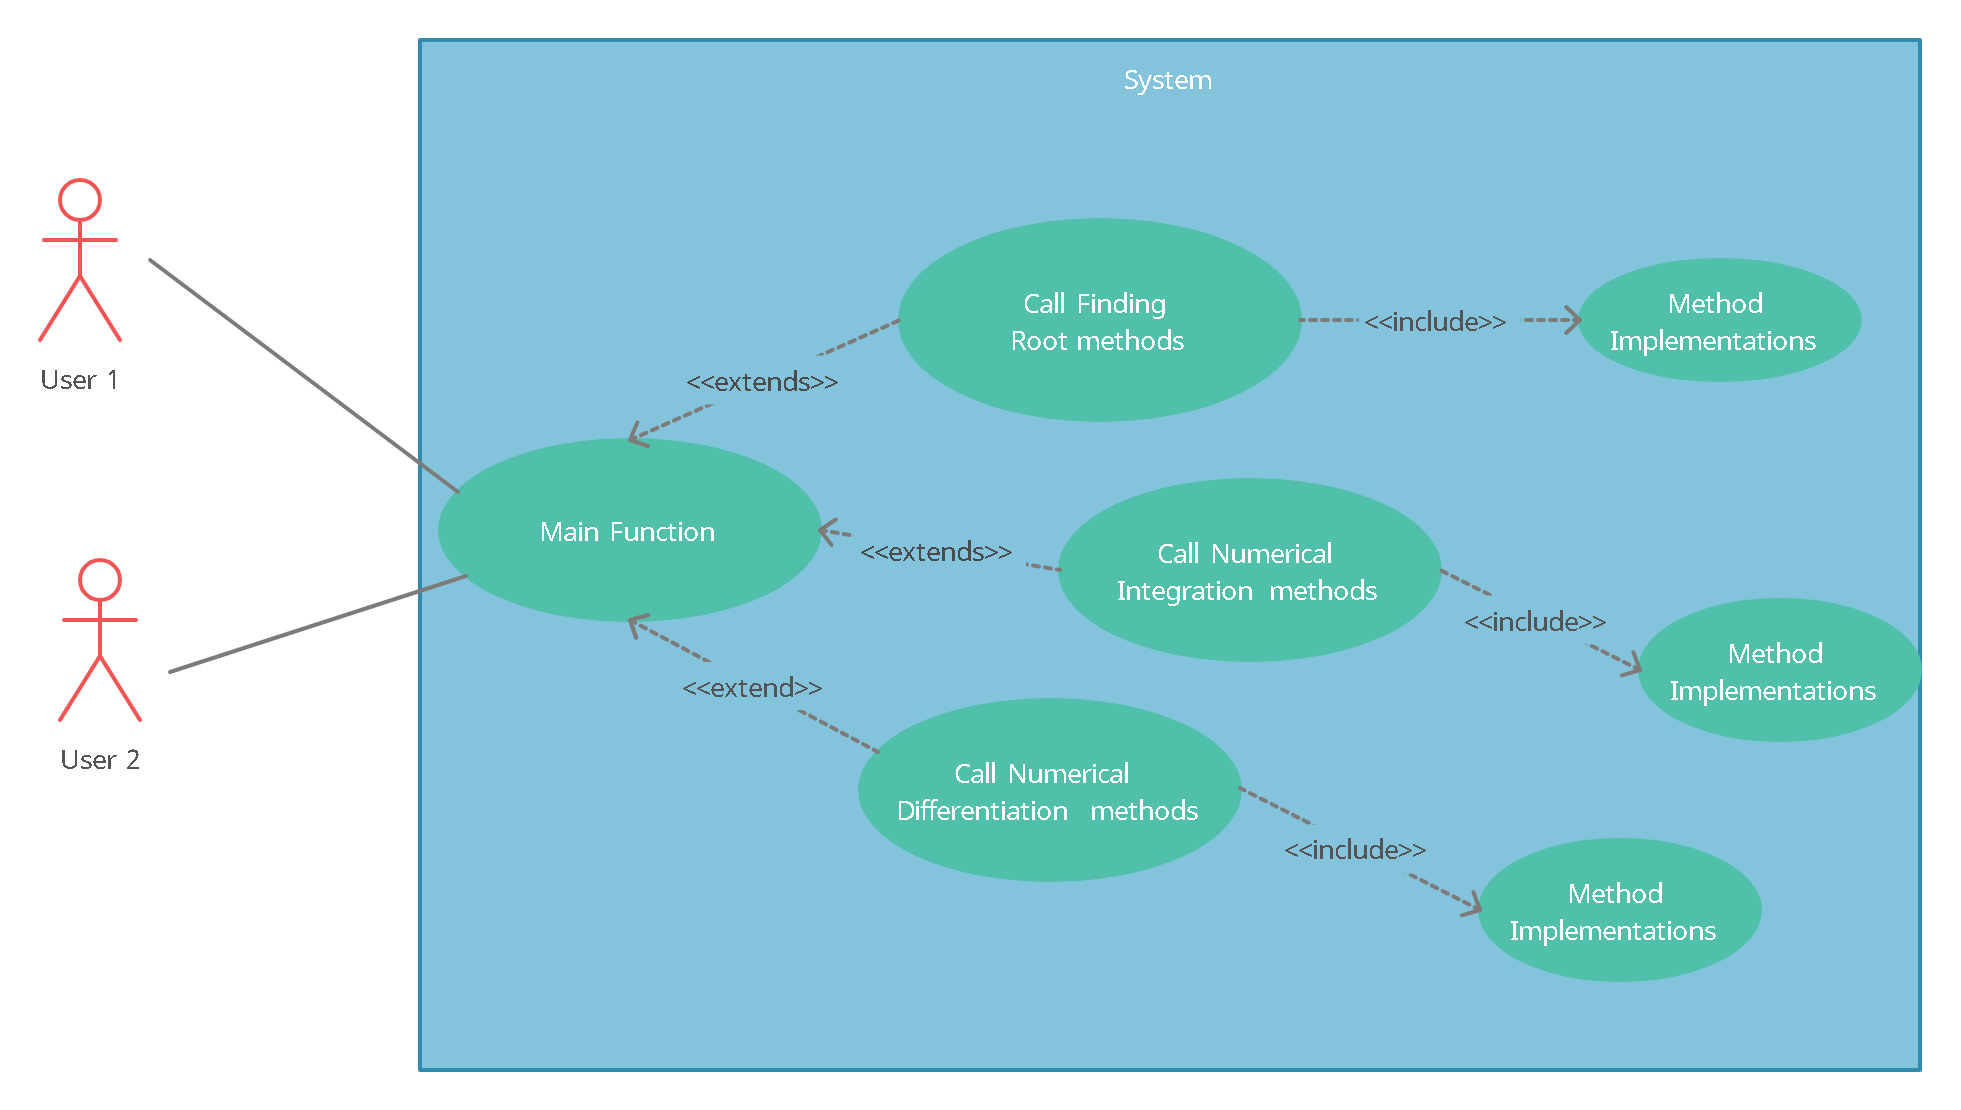 System
User 1
Call Finding
Root methods
<<include>>
Method
Implementations
<<extends>>
Main Function
<<extends>>
Call Numerical
Integration methods
<<include>>
Method
Implementations
User 2
<<extend>>
Call Numerical
Differentiation methods
<<include>>
Method
Implementations